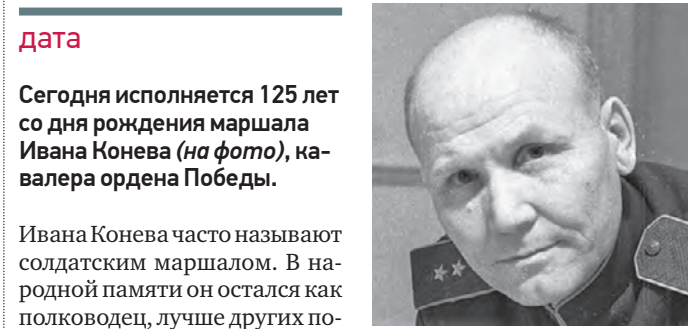 дата
Сегодня исполняется 125 лет
со дня рождения маршала
Ивана Конева (на фото), ка-
валера ордена Победы.
Ивана Конева часто называют
солдатским маршалом. В на-
родной памяти он остался как
полководец, лучше других по-